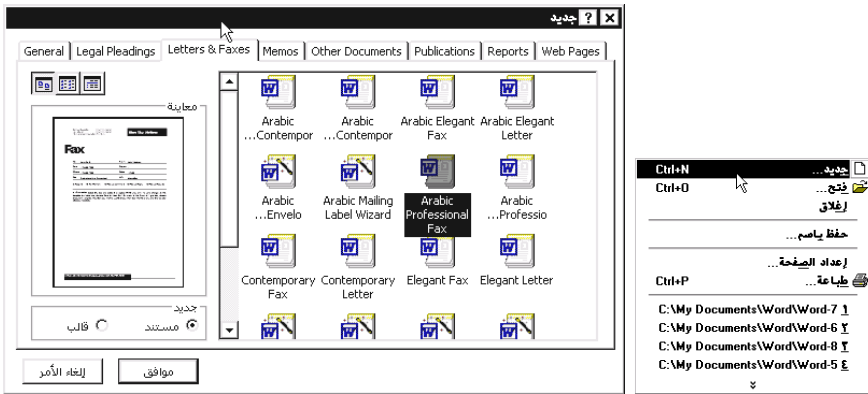 جديد
General
Legal Pleadings
Letters & Faxes
Memos
Other Documents
Publications
Reports
Web Pages
معاينة
Fax
Arabic Contempor...
Arabic Contempor...
Arabic Elegant Fax
Arabic Elegant Letter
Arabic Envelo...
Arabic Mailing Label Wizard
Arabic Professional Fax
Arabic Professio...
Contemporary Fax
Contemporary Letter
Elegant Fax
Elegant Letter
جديد
مستند
قالب
موافق
إلغاء الأمر
جديد... Ctrl+N
فتح... Ctrl+O
إغلاق
حفظ باسم...
إعداد الصفحة...
طباعة... Ctrl+P
١ C:\My Documents\Word\Word-7
٢ C:\My Documents\Word\Word-6
٣ C:\My Documents\Word\Word-8
٤ C:\My Documents\Word\Word-5